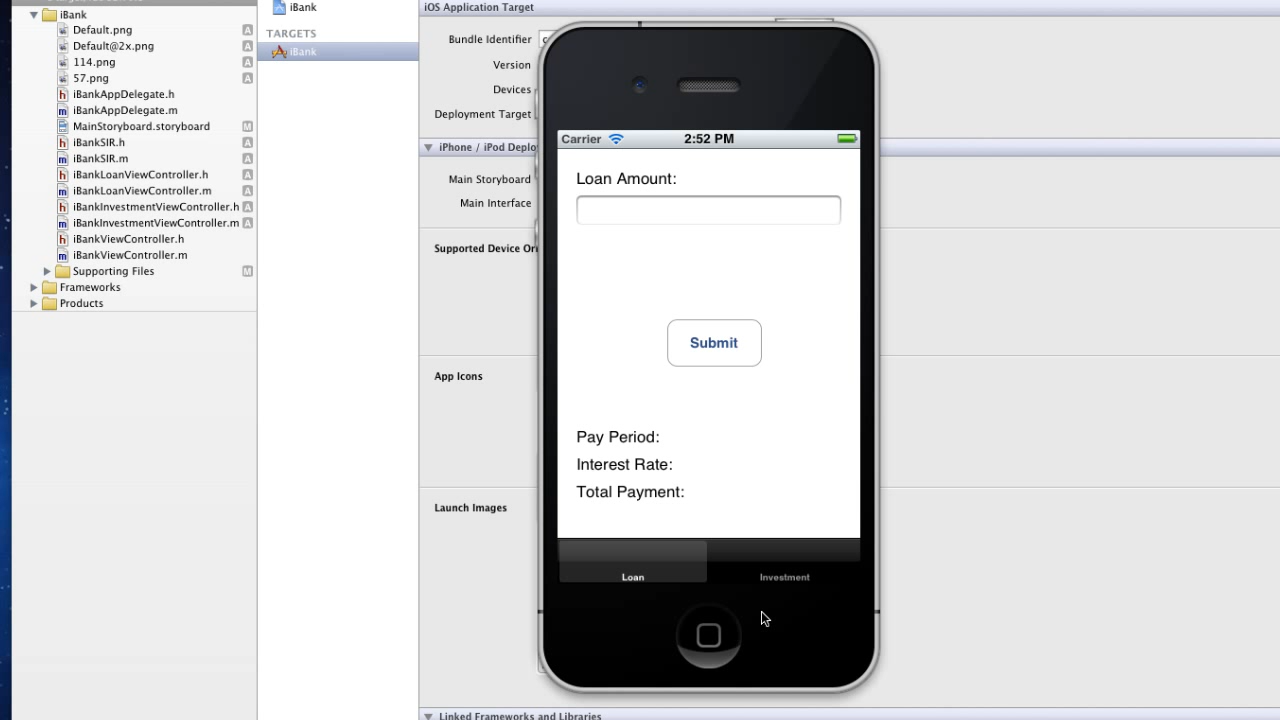 iBank
Default.png A
Default@2x.png A
114.png A
57.png A
iBankAppDelegate.h
iBankAppDelegate.m
MainStoryboard.storyboard M
iBankSIR.h A
iBankSIR.m A
iBankLoanViewController.h A
iBankLoanViewController.m A
iBankInvestmentViewController.h A
iBankInvestmentViewController.m A
iBankViewController.h
iBankViewController.m
Supporting Files M
Frameworks
Products
iBank
TARGETS
iBank
iOS Application Target
Bundle Identifier
Version
Devices
Deployment Target
iPhone / iPod Deplo
Main Storyboard
Main Interface
Supported Device Ori
App Icons
Launch Images
Linked Frameworks and Libraries
Carrier 2:52 PM
Loan Amount:
Submit
Pay Period:
Interest Rate:
Total Payment:
Loan Investment